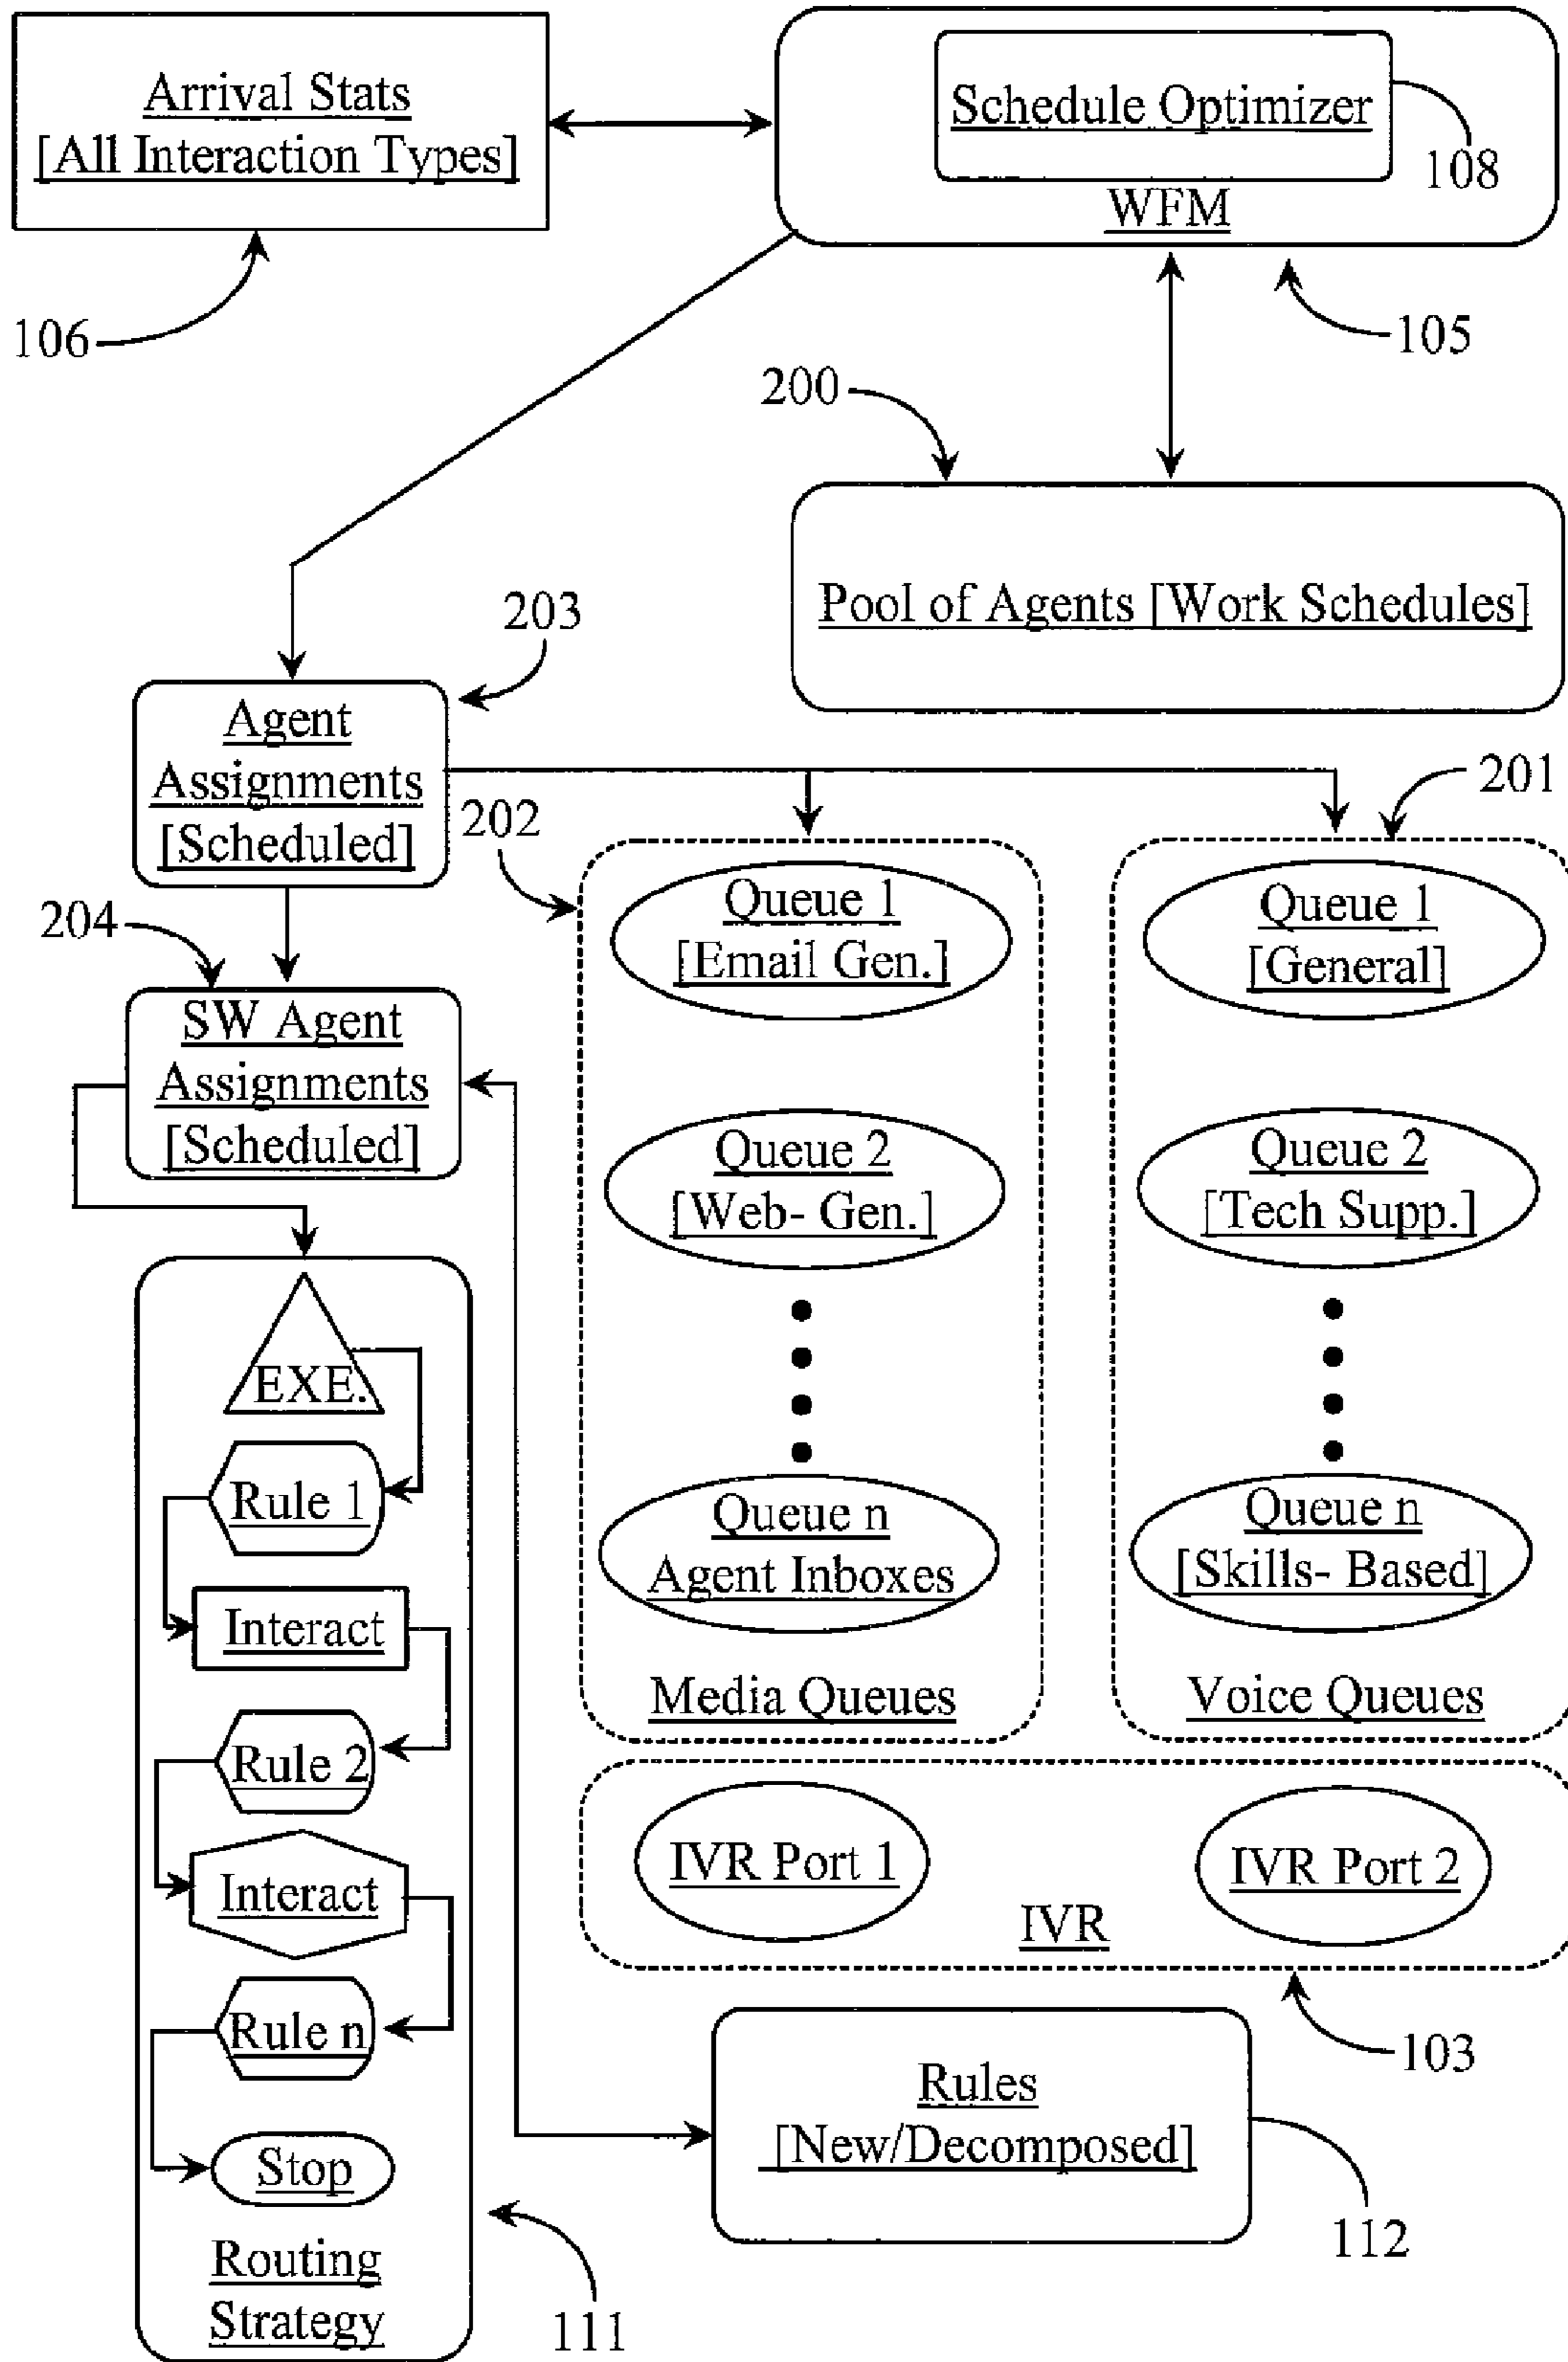 Arrival Stats
[All Interaction Types]
Schedule Optimizer
108
WFM
106
105
200
Pool of Agents [Work Schedules]
203
Agent
Assignments
[Scheduled]
201
202
204
SW Agent
Assignments
[Scheduled]
Queue 1
[Email Gen.]
Queue 2
[Web- Gen.]
Queue n
Agent Inboxes
Media Queues
Queue 1
[General]
Queue 2
[Tech Supp.]
Queue n
[Skills- Based]
Voice Queues
EXE.
Rule 1
Interact
Rule 2
Interact
Rule n
Stop
Routing
Strategy
111
IVR Port 1
IVR Port 2
IVR
103
Rules
[New/Decomposed]
112